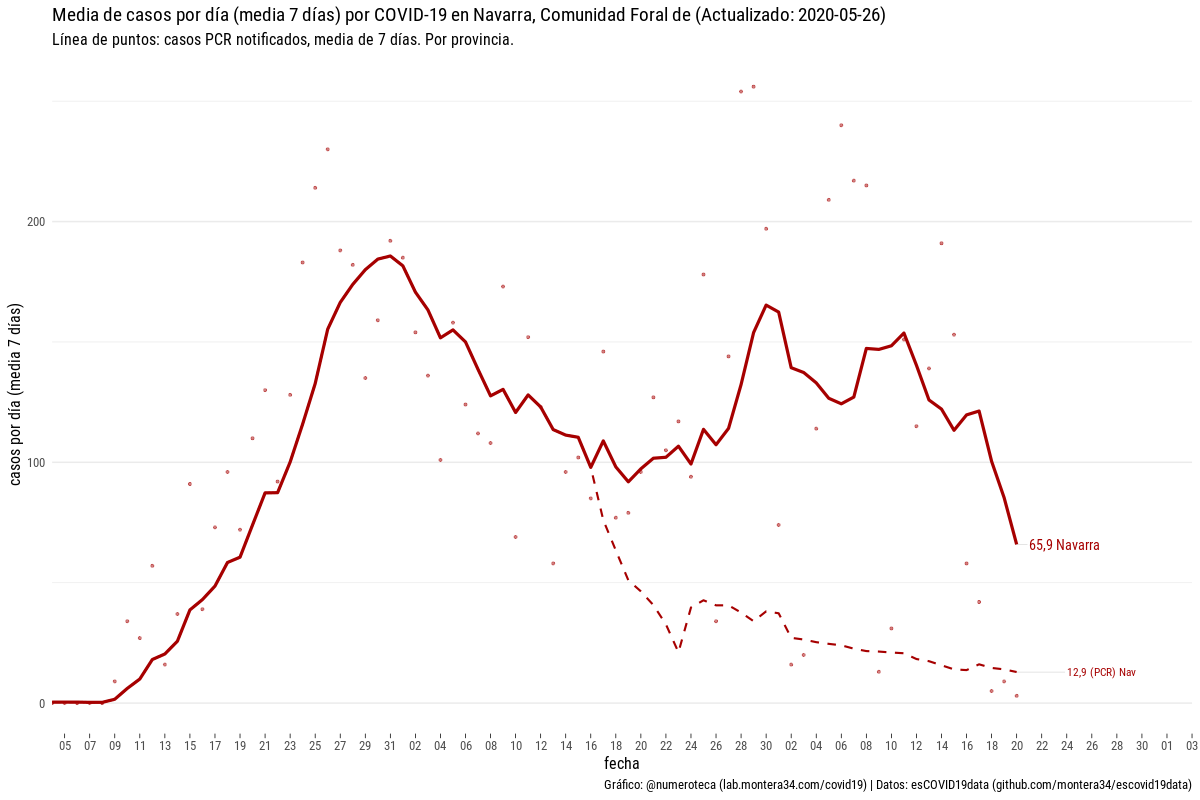 Media de casos por día (media 7 días) por COVID-19 en Navarra, Comunidad Foral de (Actualizado: 2020-05-26)
Línea de puntos: casos PCR notificados, media de 7 días. Por provincia.
casos por día (media 7 días)
200
100
0
65,9 Navarra
12,9 (PCR) Nav
05 07 09 11 13 15 17 19 21 23 25 27 29 31 02 04 06 08 10 12 14 16 18 20 22 24 26 28 30 02 04 06 08 10 12 14 16 18 20 22 24 26 28 30 01 03
fecha
Gráfico: @numeroteca (lab.montera34.com/covid19) | Datos: esCOVID19data (github.com/montera34/escovid19data)